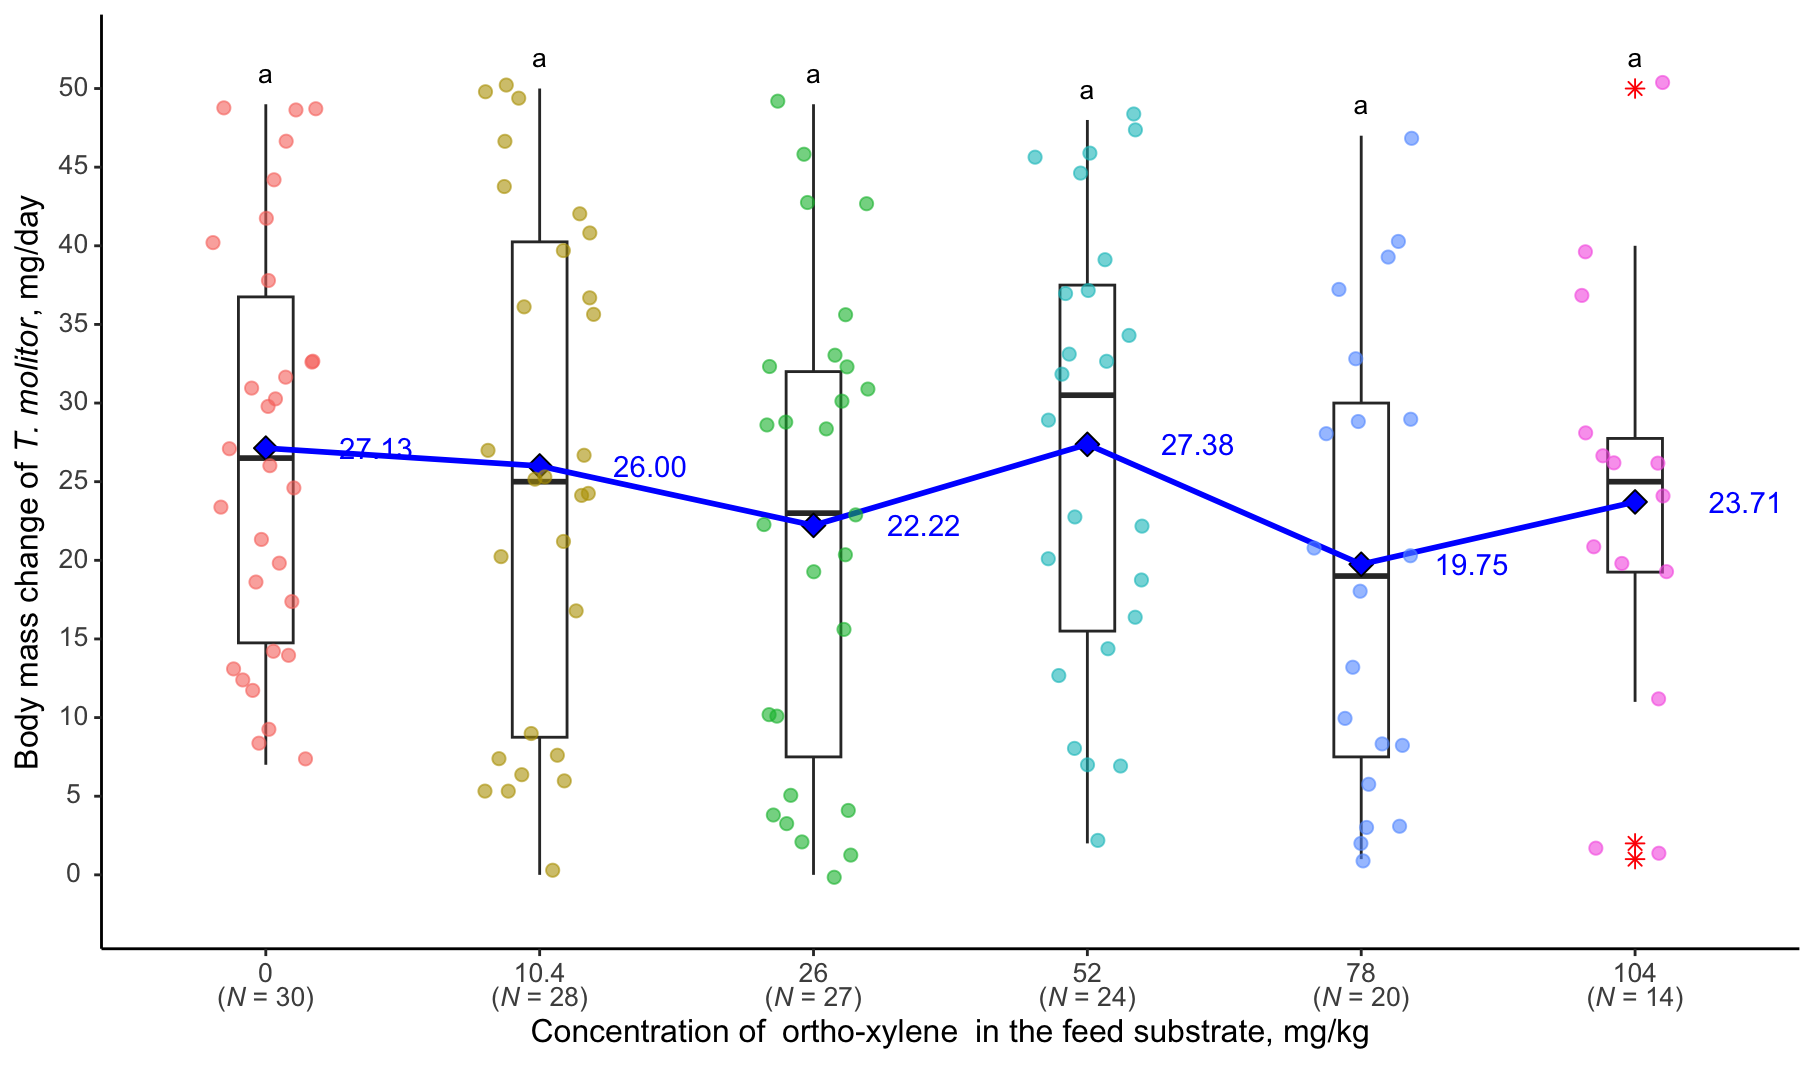 Body mass change of T. molitor, mg/day
50
45
40
35
30
25
20
15
10
5
0
a
a
a
a
a
a
27.13
26.00
22.22
27.38
19.75
23.71
0
(N = 30)
10.4
(N = 28)
26
(N = 27)
52
(N = 24)
78
(N = 20)
104
(N = 14)
Concentration of  ortho-xylene  in the feed substrate, mg/kg